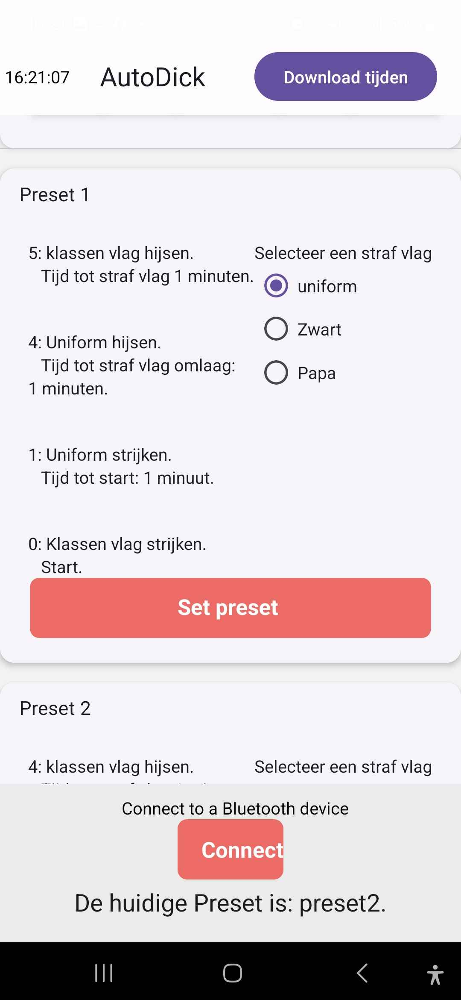 16:21:07 AutoDick Download tijden
Preset 1
5: klassen vlag hijsen.
Tijd tot straf vlag 1 minuten.
Selecteer een straf vlag
uniform
Zwart
Papa
4: Uniform hijsen.
Tijd tot straf vlag omlaag:
1 minuten.
1: Uniform strijken.
Tijd tot start: 1 minuut.
0: Klassen vlag strijken.
Start.
Set preset
Preset 2
4: klassen vlag hijsen.
Selecteer een straf vlag
Connect to a Bluetooth device
Connect
De huidige Preset is: preset2.